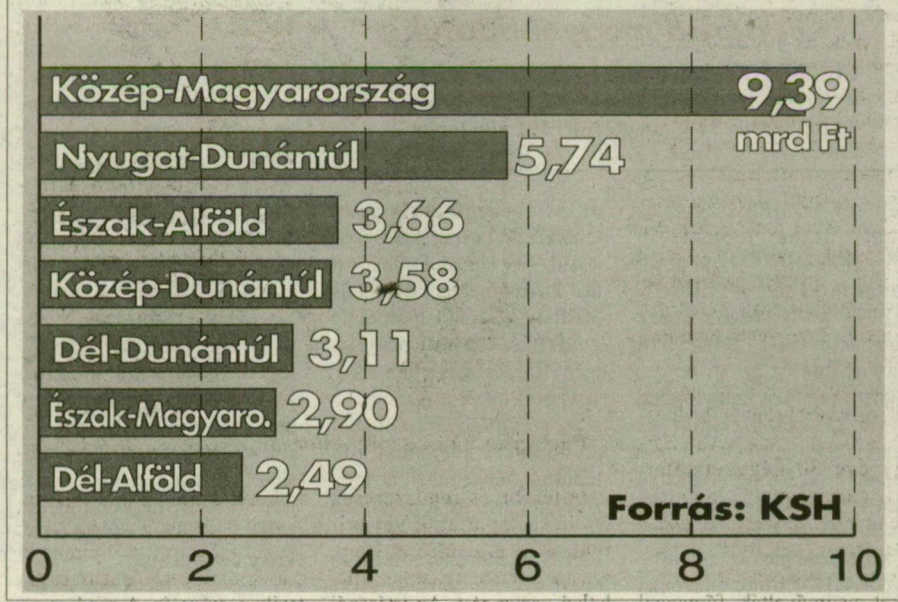 Közép-Magyarország 9,39
mrd Ft
Nyugat-Dunántúl 5,74
Észak-Alföld 3,66
Közép-Dunántúl 3,58
Dél-Dunántúl 3,11
Észak-Magyaro. 2,90
Dél-Alföld 2,49
Forrás: KSH
0 2 4 6 8 10